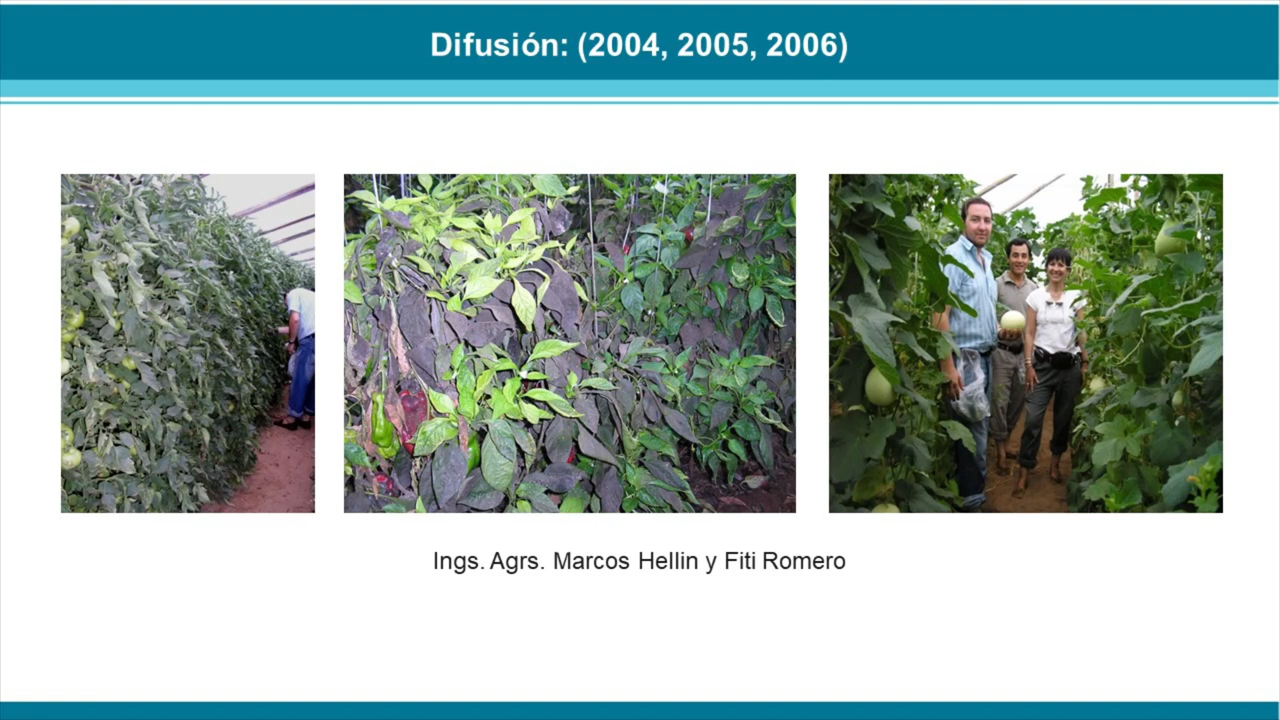 Difusión: (2004, 2005, 2006)
Ings. Agrs. Marcos Hellin y Fiti Romero